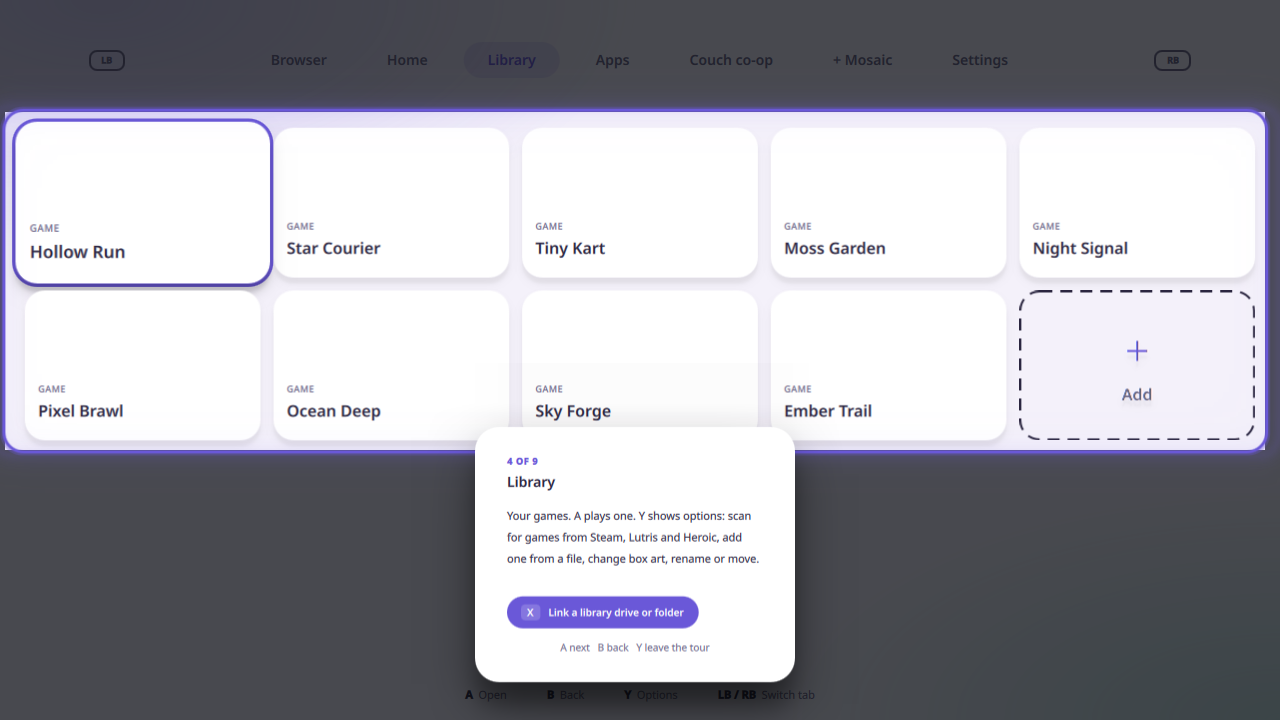 LB
Browser
Home
Library
Apps
Couch co-op
+ Mosaic
Settings
RB
GAME
Hollow Run
GAME
Star Courier
GAME
Tiny Kart
GAME
Moss Garden
GAME
Night Signal
GAME
Pixel Brawl
GAME
Ocean Deep
GAME
Sky Forge
GAME
Ember Trail
+
Add
4 OF 9
Library
Your games. A plays one. Y shows options: scan
for games from Steam, Lutris and Heroic, add
one from a file, change box art, rename or move.
X Link a library drive or folder
A next B back Y leave the tour
A Open B Back Y Options LB / RB Switch tab